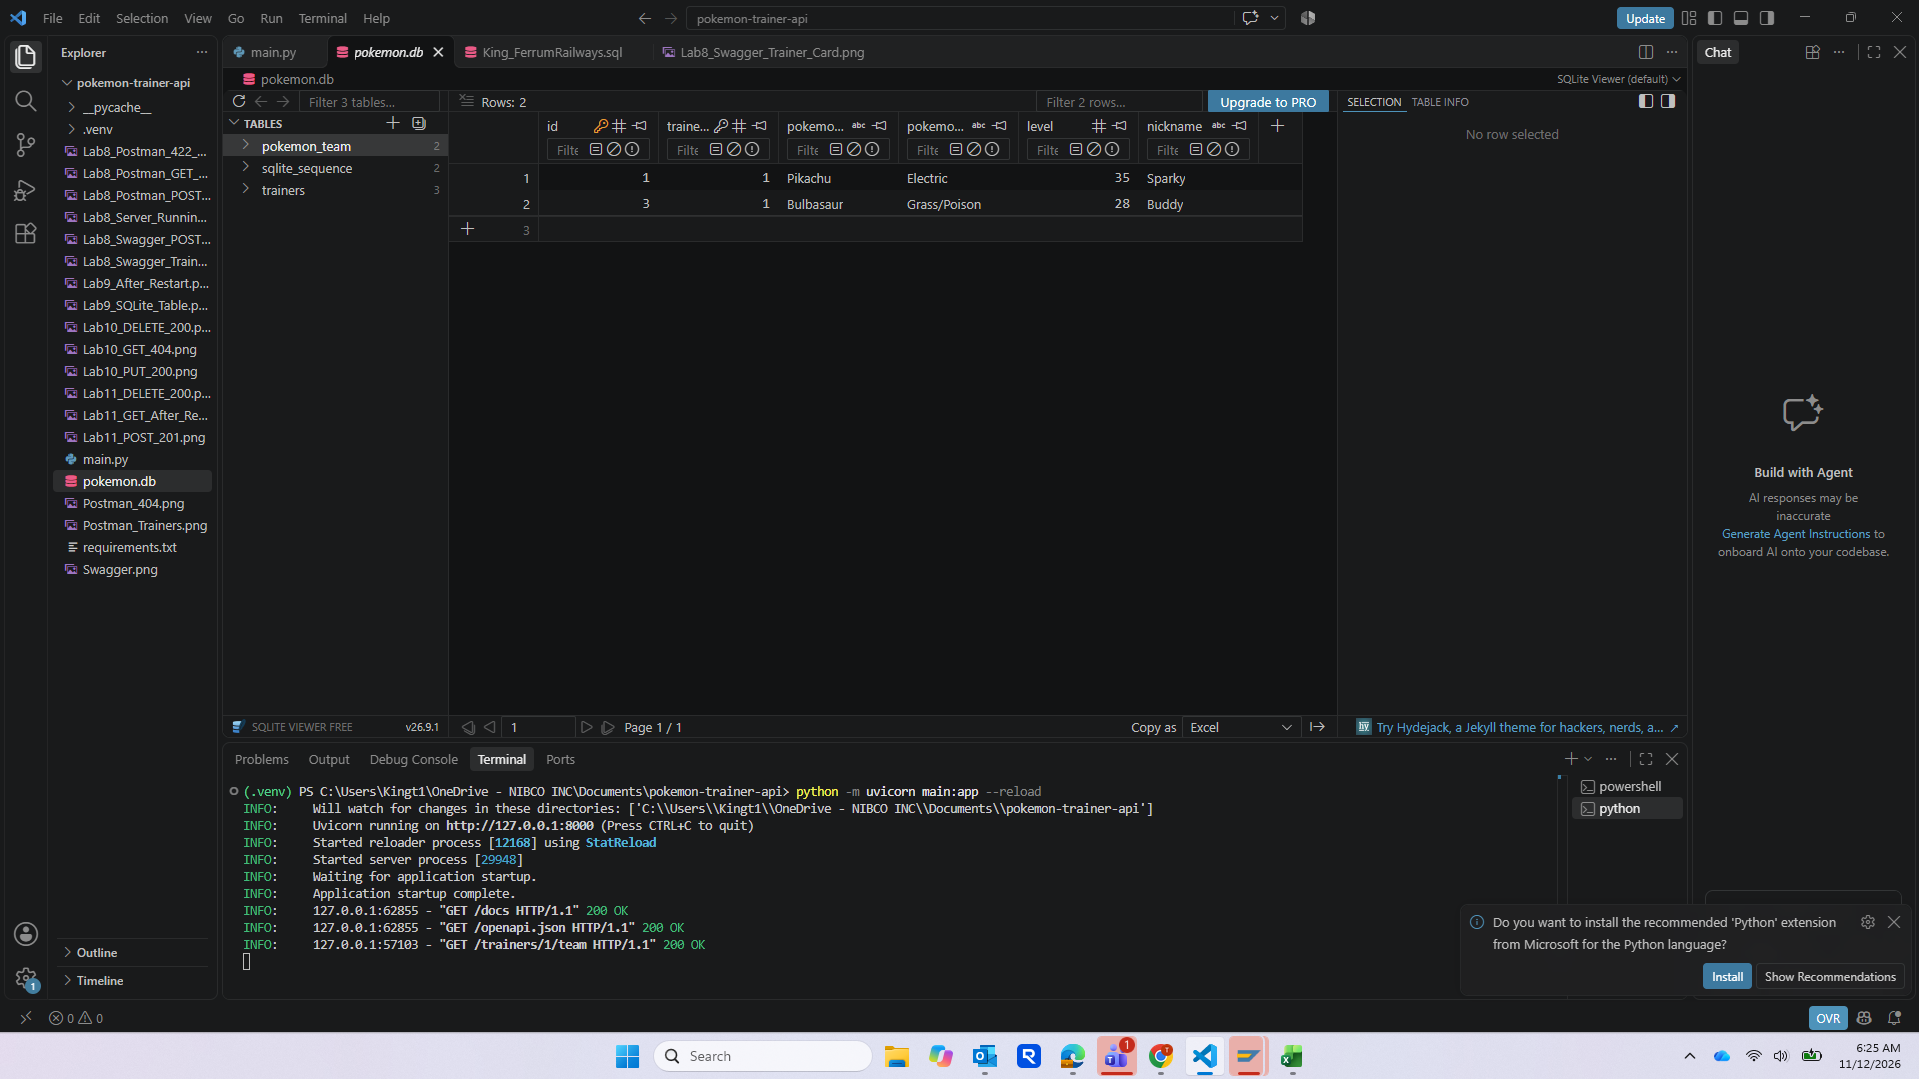 File Edit Selection View Go Run Terminal Help
pokemon-trainer-api
Update
Explorer
pokemon-trainer-api
__pycache__
.venv
Lab8_Postman_422_...
Lab8_Postman_GET_...
Lab8_Postman_POST...
Lab8_Server_Runnin...
Lab8_Swagger_POST...
Lab8_Swagger_Train...
Lab9_After_Restart.p...
Lab9_SQLite_Table.p...
Lab10_DELETE_200.p...
Lab10_GET_404.png
Lab10_PUT_200.png
Lab11_DELETE_200.p...
Lab11_GET_After_Re...
Lab11_POST_201.png
main.py
pokemon.db
Postman_404.png
Postman_Trainers.png
requirements.txt
Swagger.png
Outline
Timeline
main.py
pokemon.db
King_FerrumRailways.sql
Lab8_Swagger_Trainer_Card.png
pokemon.db
SQLite Viewer (default)
Filter 3 tables...
Rows: 2
Filter 2 rows...
Upgrade to PRO
SELECTION TABLE INFO
No row selected
TABLES
pokemon_team 2
sqlite_sequence 2
trainers 3
id traine... pokemo... abc pokemo... abc level nickname abc
Filte Filte Filte Filte Filte Filte
1 1 1 Pikachu Electric 35 Sparky
2 3 1 Bulbasaur Grass/Poison 28 Buddy
3
SQLITE VIEWER FREE v26.9.1
1 Page 1 / 1
Copy as Excel
hy Try Hydejack, a Jekyll theme for hackers, nerds, a... ↗
Problems Output Debug Console Terminal Ports
(.venv) PS C:\Users\Kingt1\OneDrive - NIBCO INC\Documents\pokemon-trainer-api> python -m uvicorn main:app --reload
INFO: Will watch for changes in these directories: ['C:\\Users\\Kingt1\\OneDrive - NIBCO INC\\Documents\\pokemon-trainer-api']
INFO: Uvicorn running on http://127.0.0.1:8000 (Press CTRL+C to quit)
INFO: Started reloader process [12168] using StatReload
INFO: Started server process [29948]
INFO: Waiting for application startup.
INFO: Application startup complete.
INFO: 127.0.0.1:62855 - "GET /docs HTTP/1.1" 200 OK
INFO: 127.0.0.1:62855 - "GET /openapi.json HTTP/1.1" 200 OK
INFO: 127.0.0.1:57103 - "GET /trainers/1/team HTTP/1.1" 200 OK
powershell
python
Chat
Build with Agent
AI responses may be
inaccurate
Generate Agent Instructions to
onboard AI onto your codebase.
Do you want to install the recommended 'Python' extension
from Microsoft for the Python language?
Install Show Recommendations
1
0 0
OVR
Search
1
6:25 AM
11/12/2026